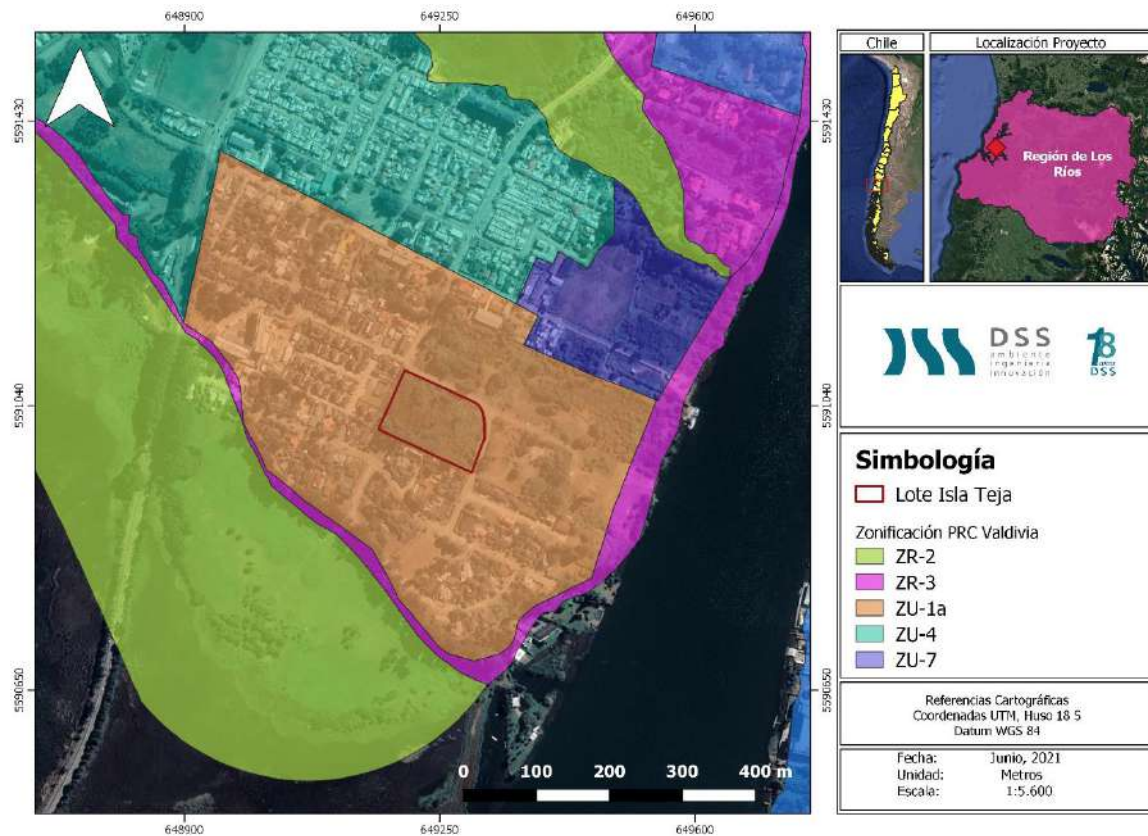 648900
649250
649600
5591430
5591040
5590650
5591430
5591040
5590650
648900
649250
649600
0 100 200 300 400 m
Chile
Localización Proyecto
Región de Los
Ríos
DSS
ambiente
ingeniería
innovación
18
años
DSS
Simbología
Lote Isla Teja
Zonificación PRC Valdivia
ZR-2
ZR-3
ZU-1a
ZU-4
ZU-7
Referencias Cartográficas
Coordenadas UTM, Huso 18 S
Datum WGS 84
Fecha: Junio, 2021
Unidad: Metros
Escala: 1:5.600